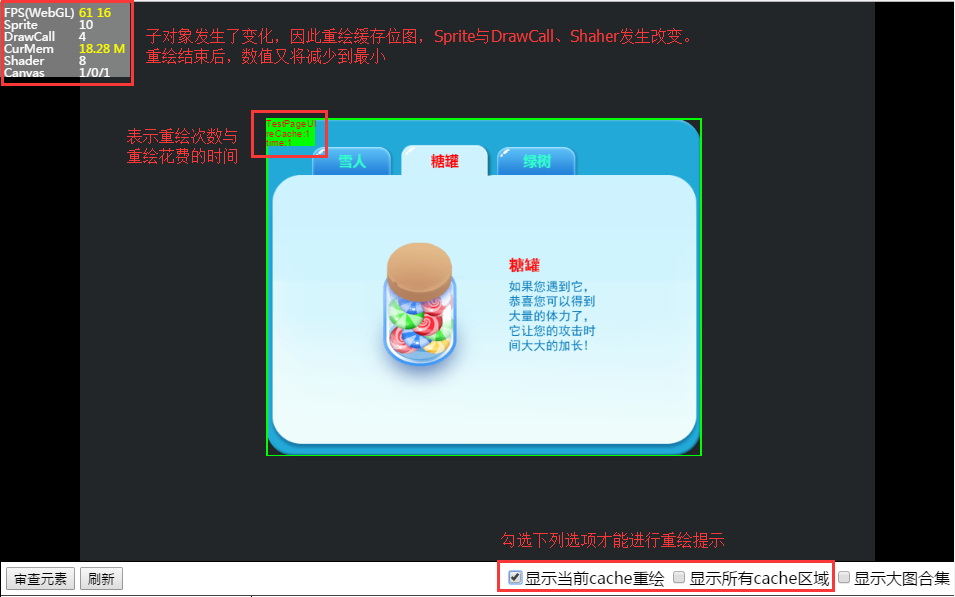 FPS(WebGL) 61 16
Sprite 10
DrawCall 4
CurMem 18.28 M
Shader 8
Canvas 1/0/1
子对象发生了变化，因此重绘缓存位图，Sprite与DrawCall、Shaher发生改变。
重绘结束后，数值又将减少到最小
表示重绘次数与
重绘花费的时间
TestPageUI
reCache:1
time:1
雪人 糖罐 绿树
糖罐
如果您遇到它，
恭喜您可以得到
大量的体力了，
它让您的攻击时
间大大的加长！
勾选下列选项才能进行重绘提示
审查元素 刷新 显示当前cache重绘 显示所有cache区域 显示大图合集